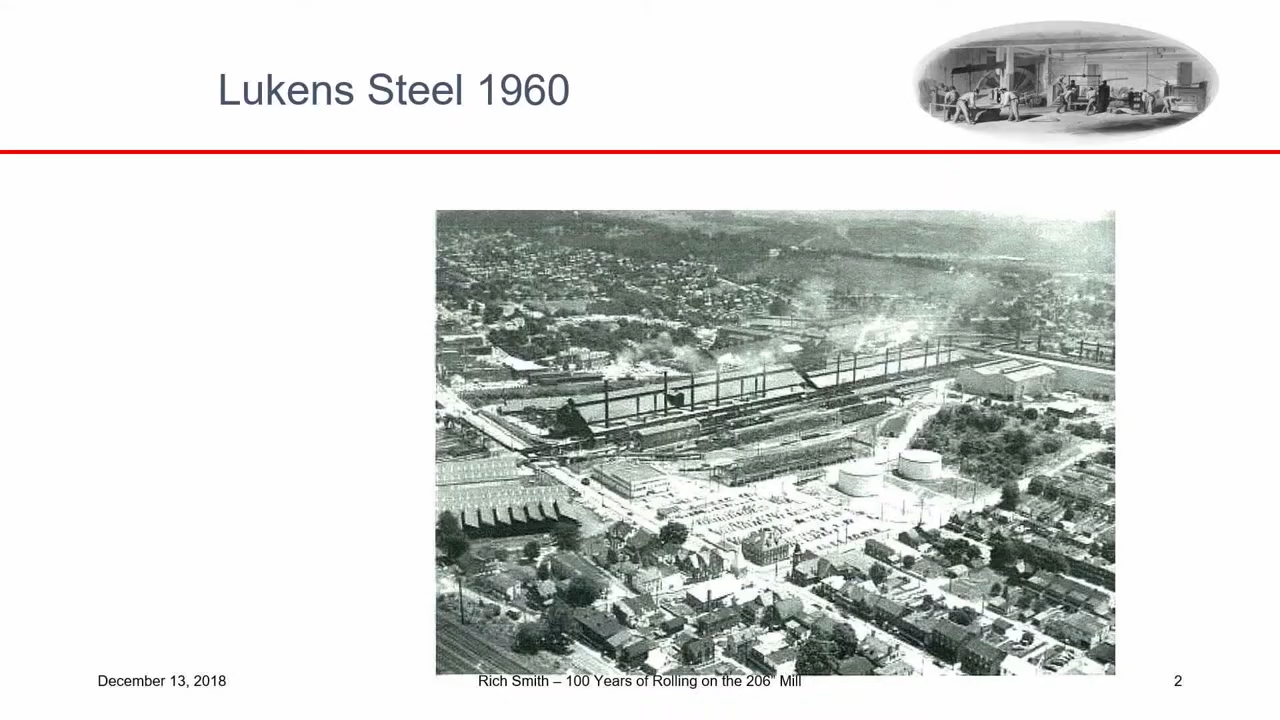 Lukens Steel 1960
December 13, 2018
Rich Smith – 100 Years of Rolling on the 206" Mill
2